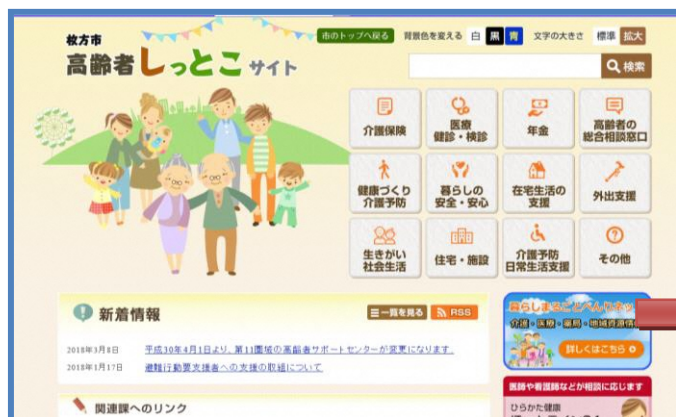 枚方市
高齢者しっとこサイト
市のトップへ戻る 背景色を変える 白 黒 青 文字の大きさ 標準 拡大
検索
介護保険
医療
健診・検診
年金
高齢者の
総合相談窓口
健康づくり
介護予防
暮らしの
安全・安心
在宅生活の
支援
外出支援
生きがい
社会生活
住宅・施設
介護予防
日常生活支援
その他
新着情報
一覧を見る RSS
2018年3月8日 平成30年4月1日より、第11圏域の高齢者サポートセンターが変更になります。
2018年1月17日 避難行動要支援者への支援の取組について
暮らしまるごとべんりネット
介護・医療・薬局・地域資源情報
詳しくはこちら
医師や看護師などが相談に応じます
ひらかた健康
関連課へのリンク